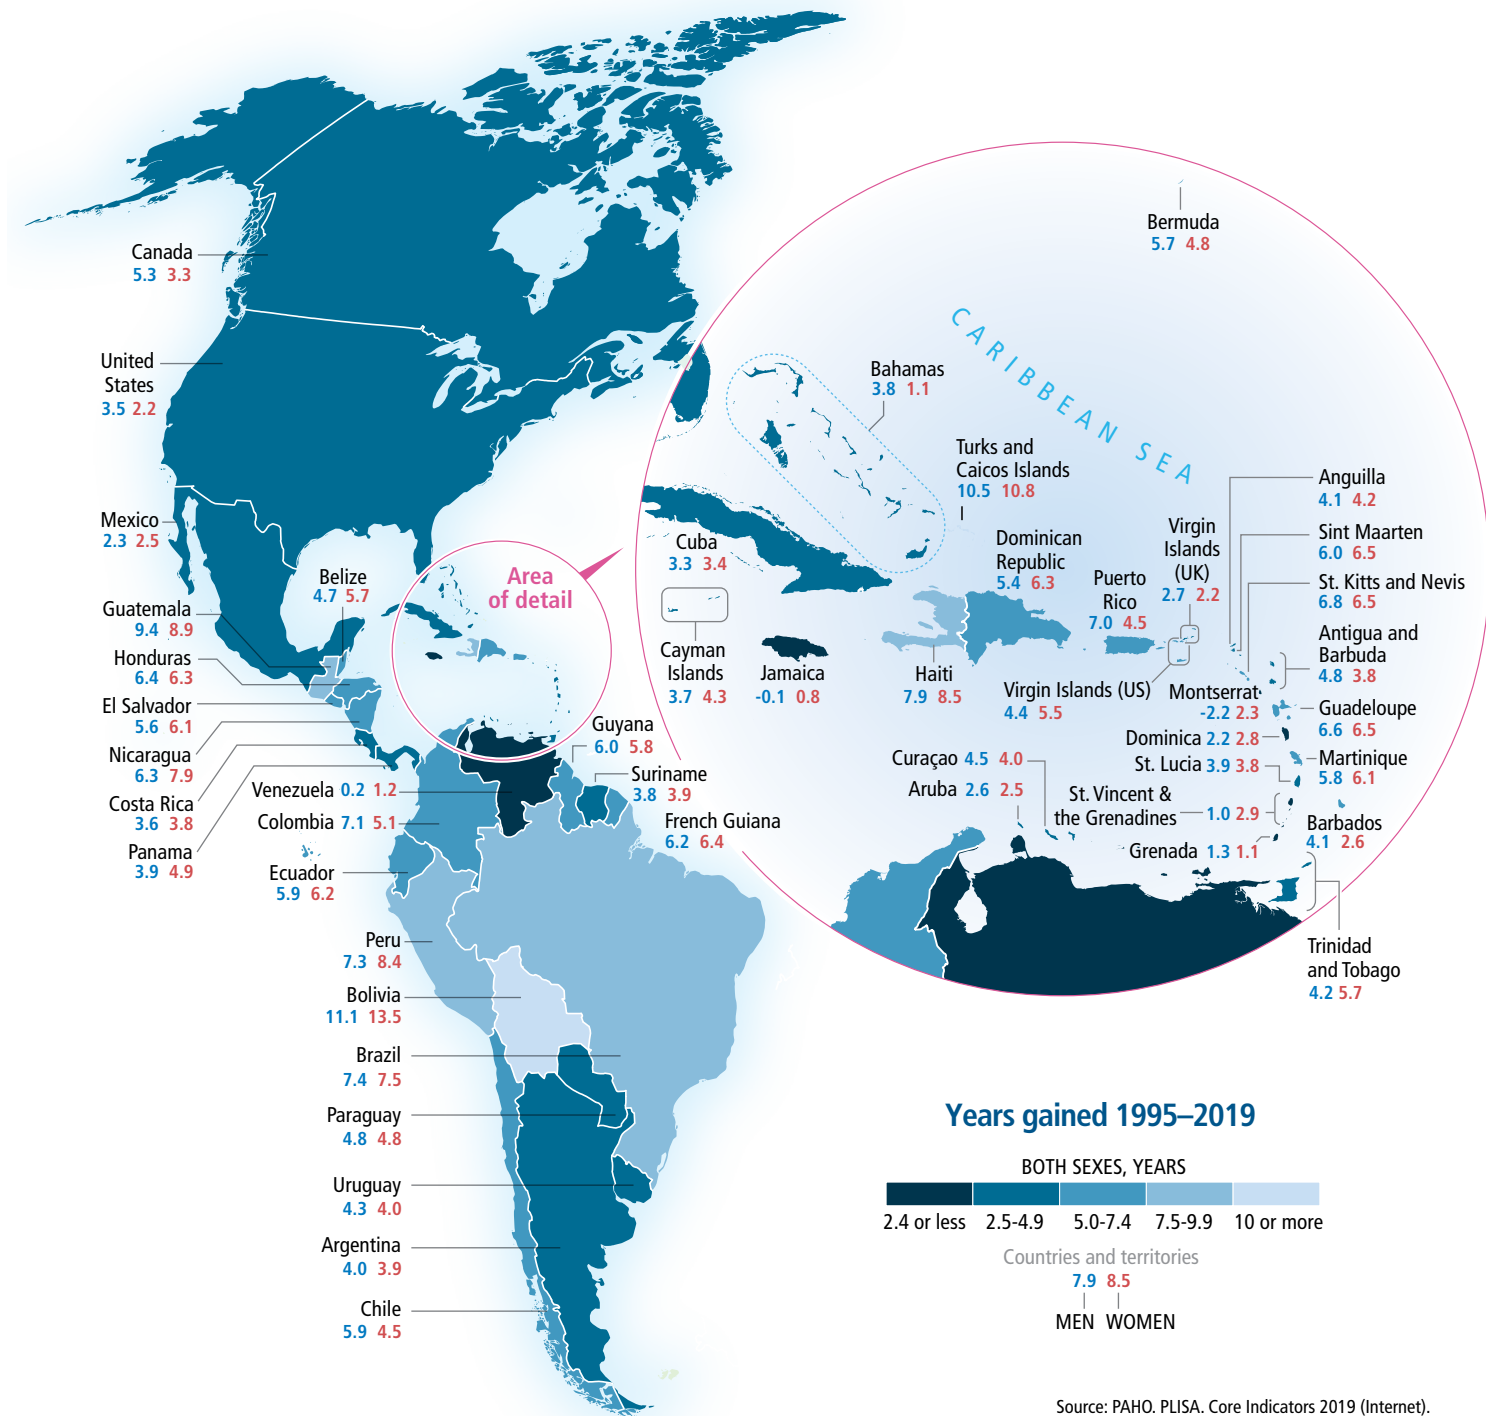 Canada
5.3 3.3
United
States
3.5 2.2
Mexico
2.3 2.5
Belize
4.7 5.7
Guatemala
9.4 8.9
Honduras
6.4 6.3
El Salvador
5.6 6.1
Nicaragua
6.3 7.9
Costa Rica
3.6 3.8
Panama
3.9 4.9
Area
of detail
Guyana
6.0 5.8
Suriname
3.8 3.9
French Guiana
6.2 6.4
Venezuela 0.2 1.2
Colombia 7.1 5.1
Ecuador
5.9 6.2
Peru
7.3 8.4
Bolivia
11.1 13.5
Brazil
7.4 7.5
Paraguay
4.8 4.8
Uruguay
4.3 4.0
Argentina
4.0 3.9
Chile
5.9 4.5
Bermuda
5.7 4.8
CARIBBEAN SEA
Bahamas
3.8 1.1
Turks and
Caicos Islands
10.5 10.8
Cuba
3.3 3.4
Cayman
Islands
3.7 4.3
Jamaica
-0.1 0.8
Haiti
7.9 8.5
Dominican
Republic
5.4 6.3
Puerto
Rico
7.0 4.5
Virgin
Islands
(UK)
2.7 2.2
Virgin Islands (US)
4.4 5.5
Anguilla
4.1 4.2
Sint Maarten
6.0 6.5
St. Kitts and Nevis
6.8 6.5
Antigua and
Barbuda
4.8 3.8
Montserrat
-2.2 2.3
Guadeloupe
6.6 6.5
Dominica 2.2 2.8
Martinique
5.8 6.1
St. Lucia 3.9 3.8
Curaçao 4.5 4.0
Aruba 2.6 2.5
St. Vincent &
the Grenadines
1.0 2.9
Barbados
4.1 2.6
Grenada 1.3 1.1
Trinidad
and Tobago
4.2 5.7
Years gained 1995–2019
BOTH SEXES, YEARS
2.4 or less 2.5-4.9 5.0-7.4 7.5-9.9 10 or more
Countries and territories
7.9 8.5
MEN WOMEN
Source: PAHO. PLISA. Core Indicators 2019 (Internet).